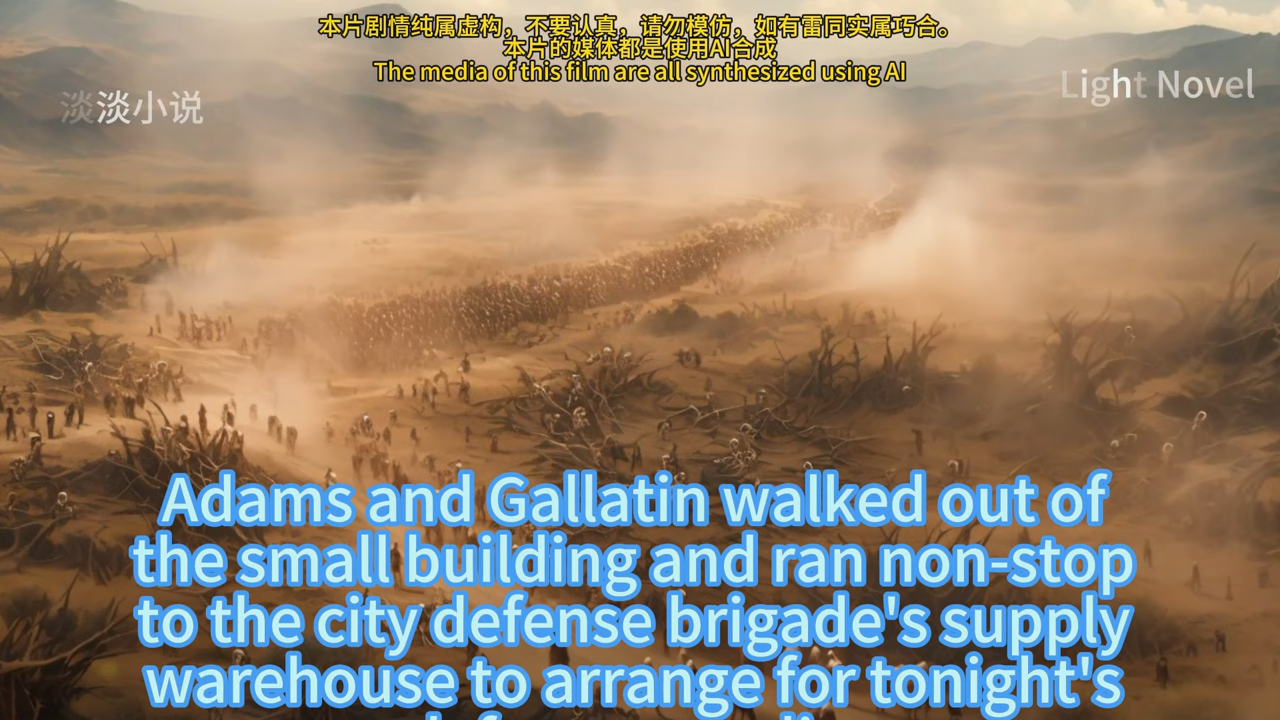 本片剧情纯属虚构，不要认真，请勿模仿，如有雷同实属巧合。
本片的媒体都是使用AI合成
The media of this film are all synthesized using AI
淡淡小说
Light Novel
Adams and Gallatin walked out of
the small building and ran non-stop
to the city defense brigade's supply
warehouse to arrange for tonight's